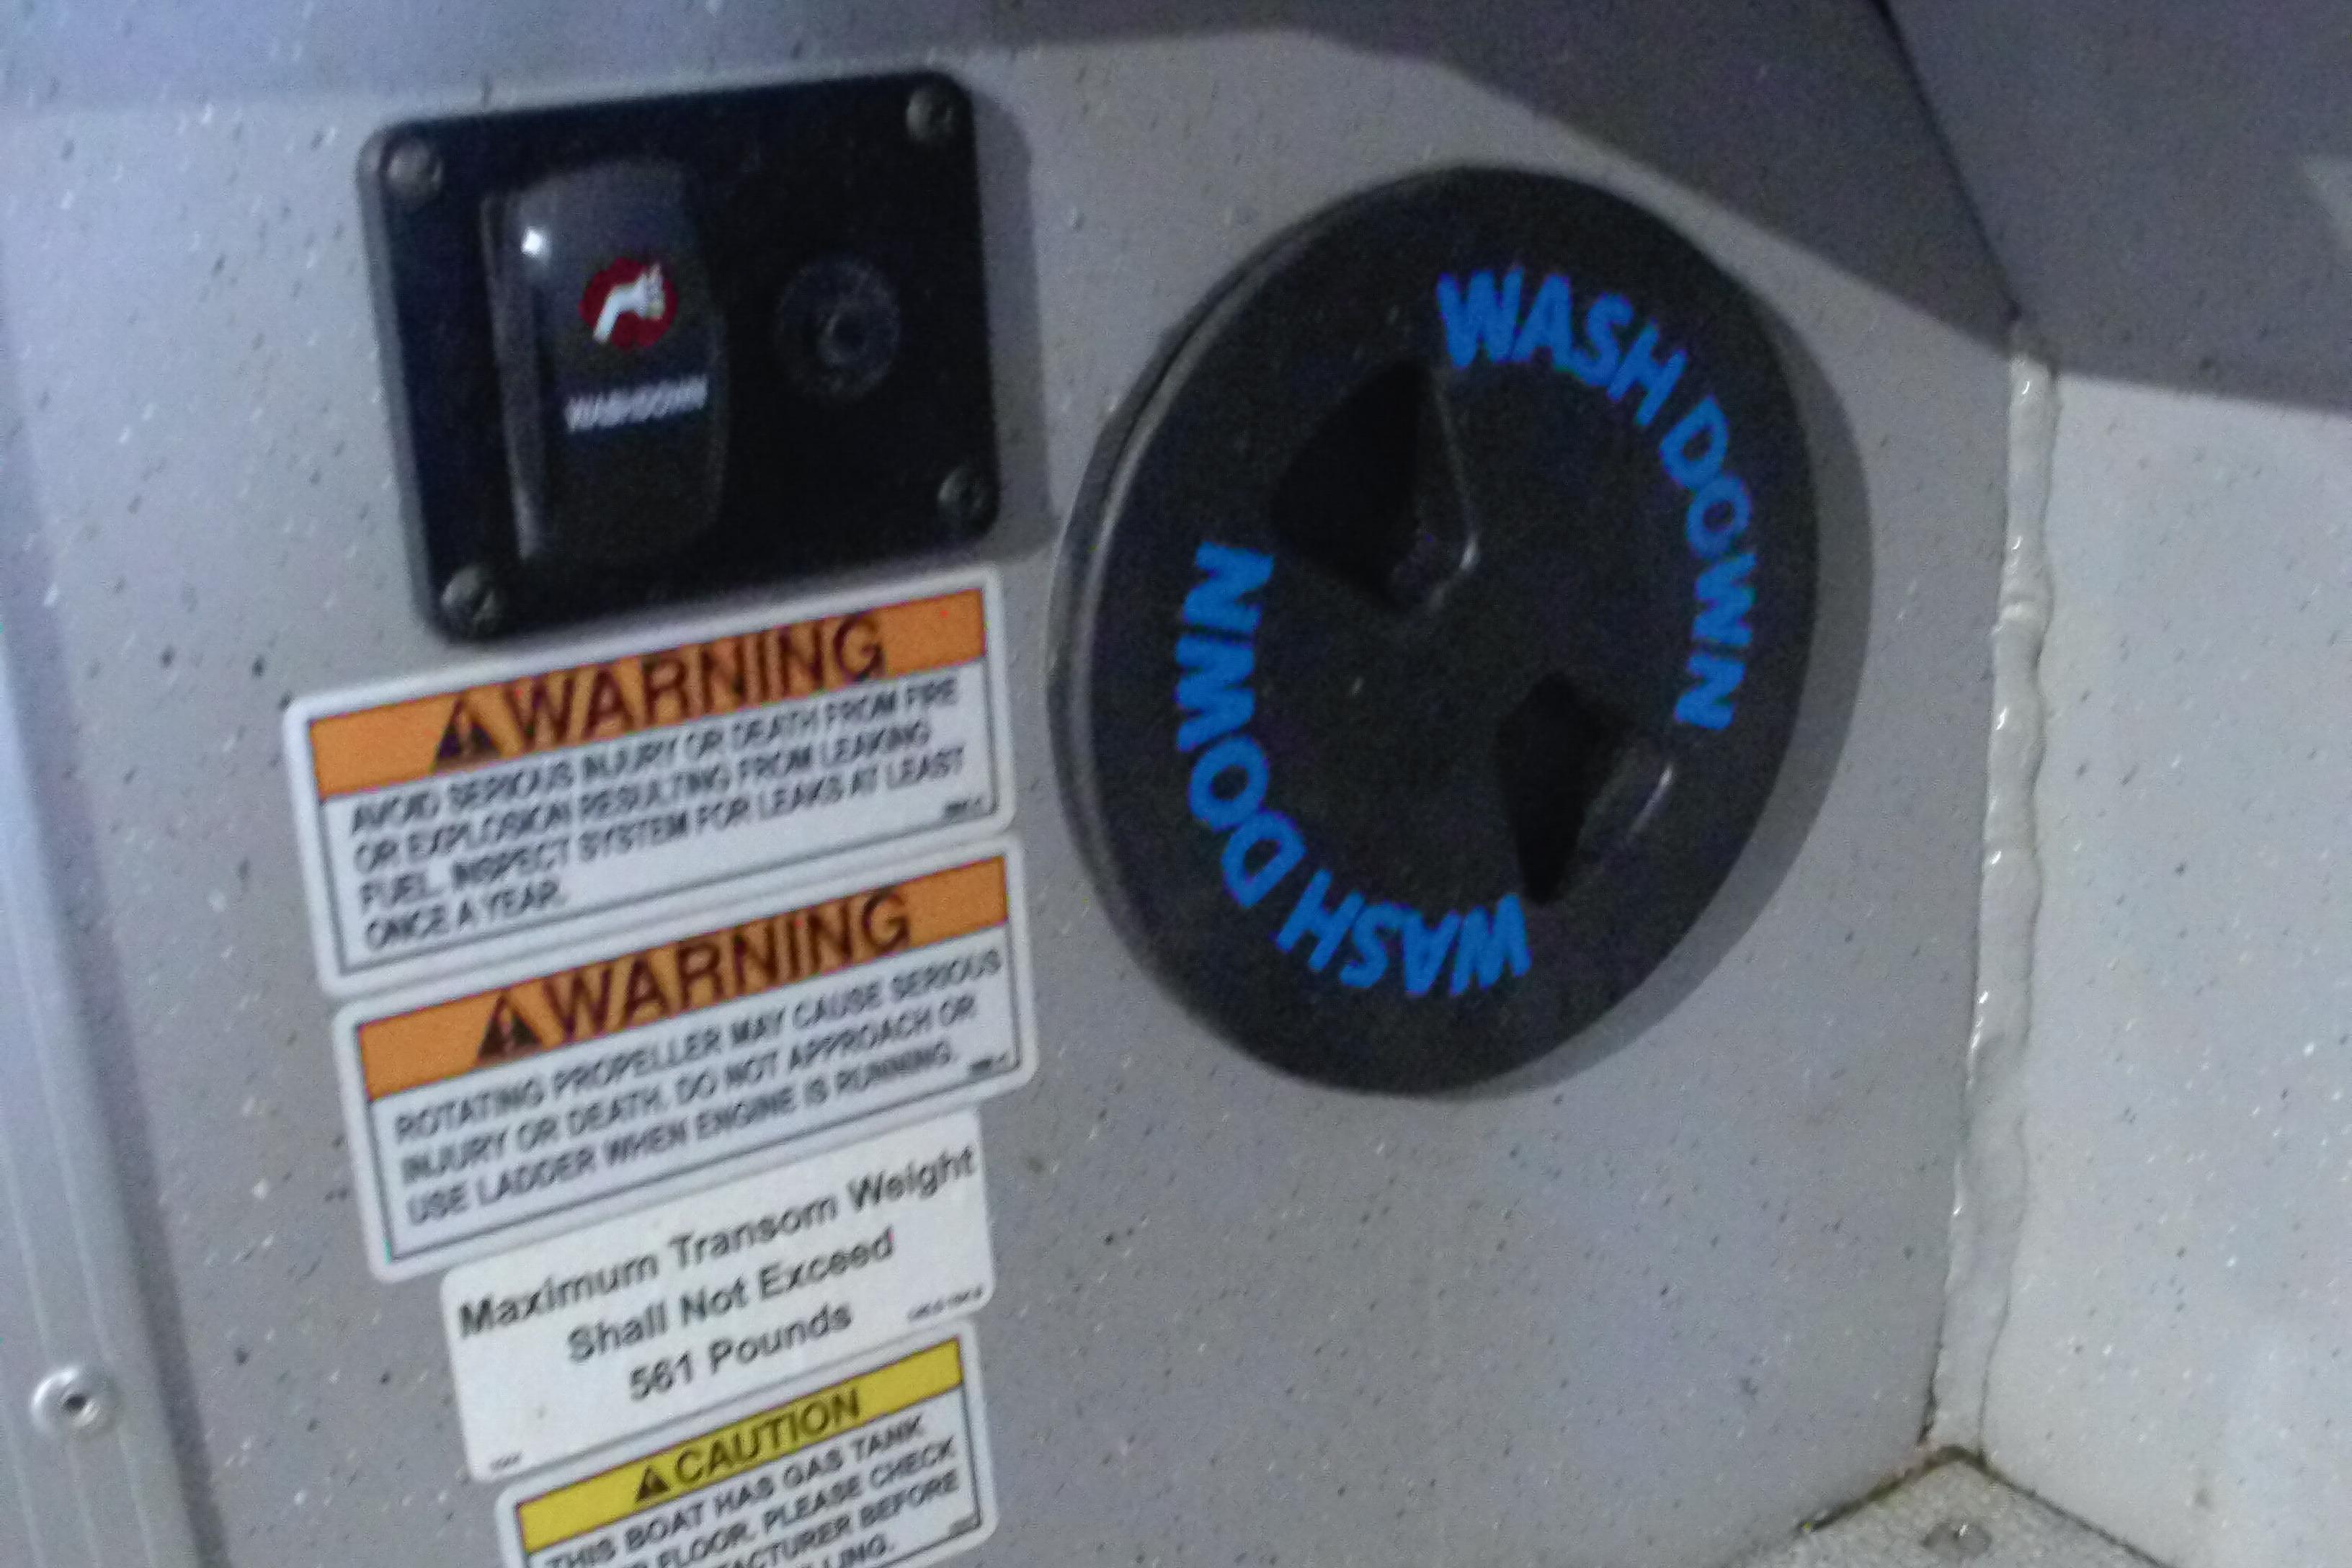 WASHDOWN
WASH DOWN
WASH DOWN
WARNING
AVOID SERIOUS INJURY OR DEATH FROM FIRE
OR EXPLOSION RESULTING FROM LEAKING
FUEL. INSPECT SYSTEM FOR LEAKS AT LEAST
ONCE A YEAR.
WARNING
ROTATING PROPELLER MAY CAUSE SERIOUS
INJURY OR DEATH. DO NOT APPROACH OR
USE LADDER WHEN ENGINE IS RUNNING.
Maximum Transom Weight
Shall Not Exceed
561 Pounds
CAUTION
THIS BOAT HAS GAS TANK
FLOOR. PLEASE CHECK
BEFORE